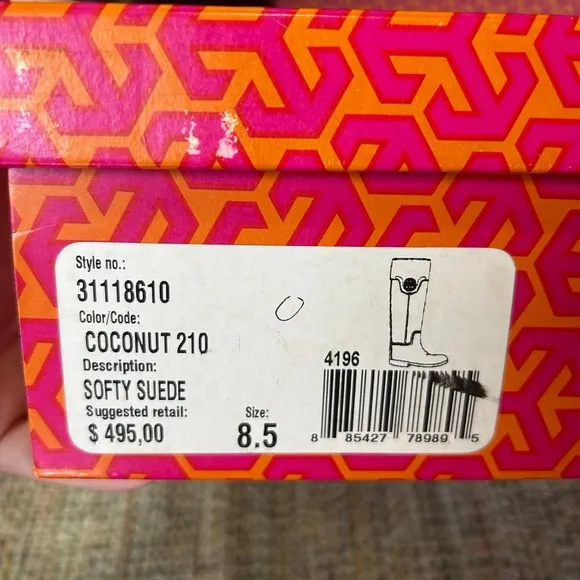 Style no.:
31118610
Color/Code:
COCONUT 210
Description:
SOFTY SUEDE
Suggested retail:
$ 495,00
Size:
8.5
4196
8 85427 78989 5